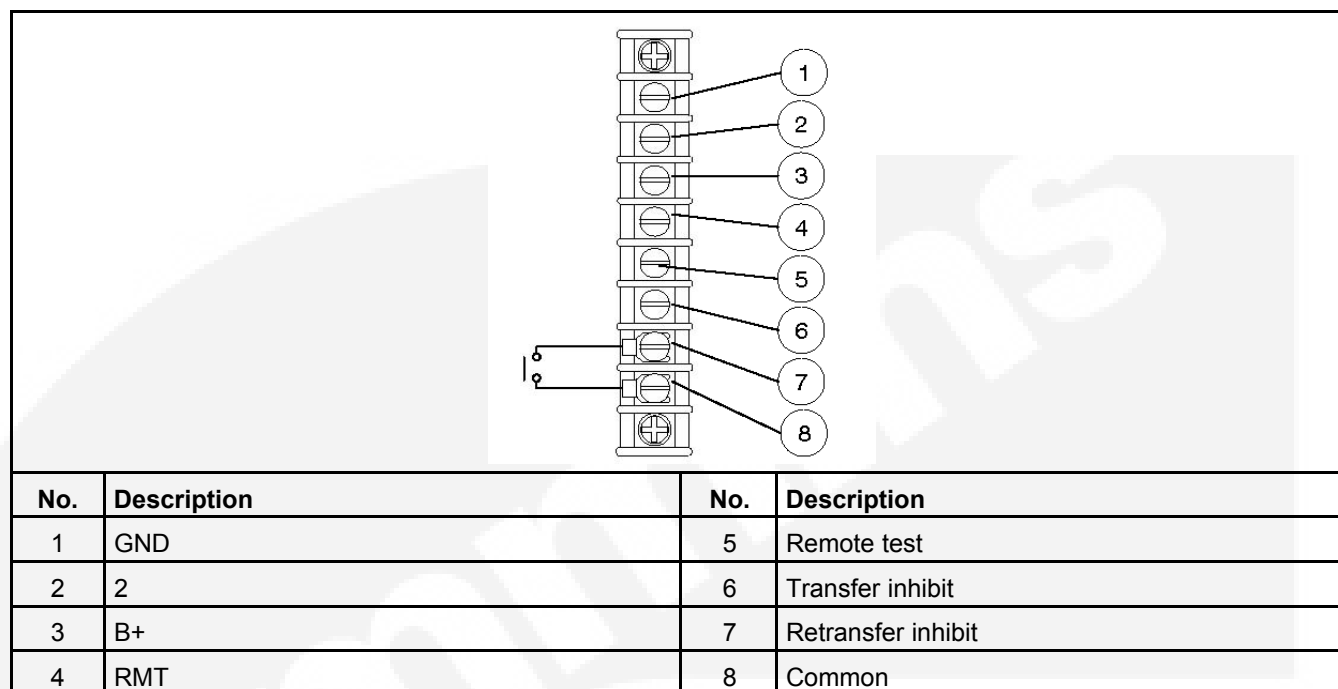 1
2
3
4
5
6
7
8
No. Description No. Description
1 GND 5 Remote test
2 2 6 Transfer inhibit
3 B+ 7 Retransfer inhibit
4 RMT 8 Common